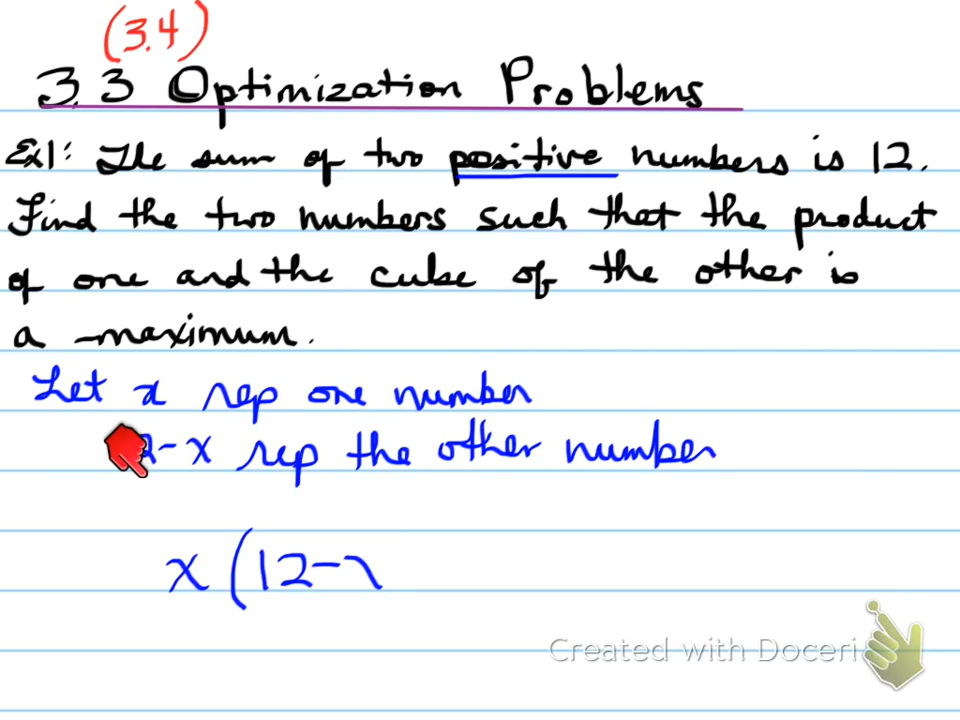 (3.4)
3.3 Optimization Problems
Ex1: The sum of two positive numbers is 12.
Find the two numbers such that the product
of one and the cube of the other is
a maximum.
Let x rep one number
2-x rep the other number
x (12-x
Created with Doceri